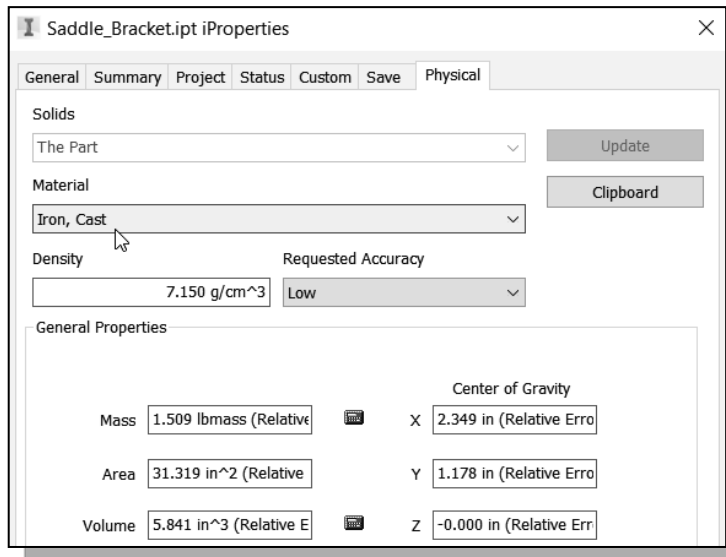 Saddle_Bracket.ipt iProperties
General Summary Project Status Custom Save Physical
Solids
The Part
Update
Material
Clipboard
Iron, Cast
Density Requested Accuracy
7.150 g/cm^3 Low
General Properties
Center of Gravity
Mass 1.509 lbmass (Relative X 2.349 in (Relative Erro
Area 31.319 in^2 (Relative Y 1.178 in (Relative Erro
Volume 5.841 in^3 (Relative E Z -0.000 in (Relative Err